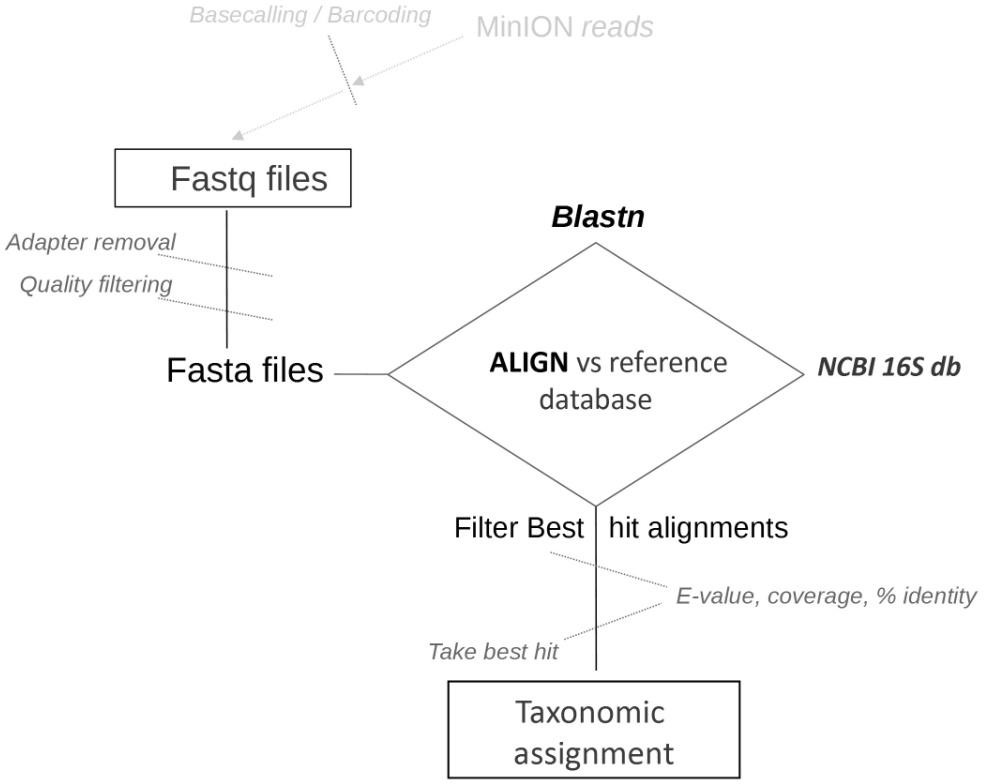 Basecalling / Barcoding
MinION reads
Fastq files
Adapter removal
Quality filtering
Fasta files
Blastn
ALIGN vs reference
database
NCBI 16S db
Filter Best hit alignments
E-value, coverage, % identity
Take best hit
Taxonomic
assignment